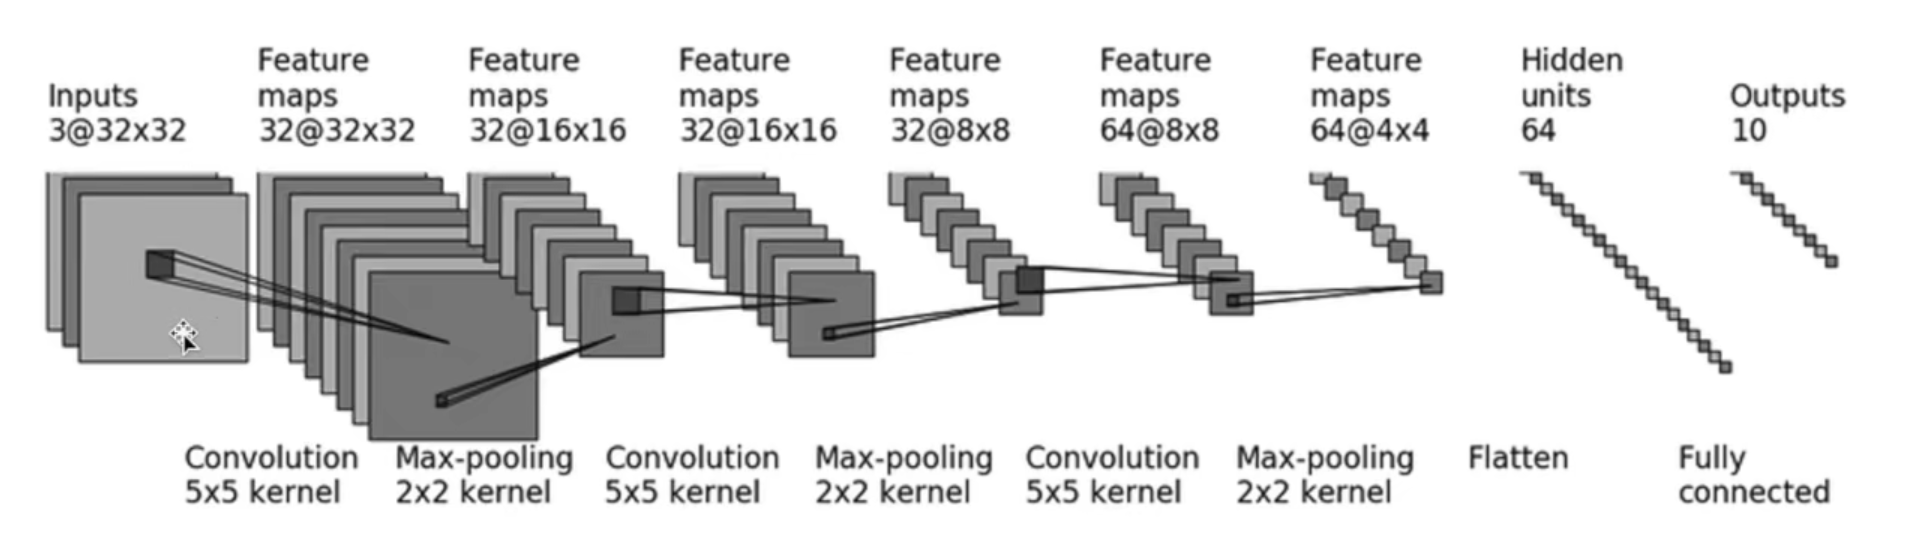 Inputs
3@32x32
Feature
maps
32@32x32
Feature
maps
32@16x16
Feature
maps
32@16x16
Feature
maps
32@8x8
Feature
maps
64@8x8
Feature
maps
64@4x4
Hidden
units
64
Outputs
10
Convolution
5x5 kernel
Max-pooling
2x2 kernel
Convolution
5x5 kernel
Max-pooling
2x2 kernel
Convolution
5x5 kernel
Max-pooling
2x2 kernel
Flatten
Fully
connected